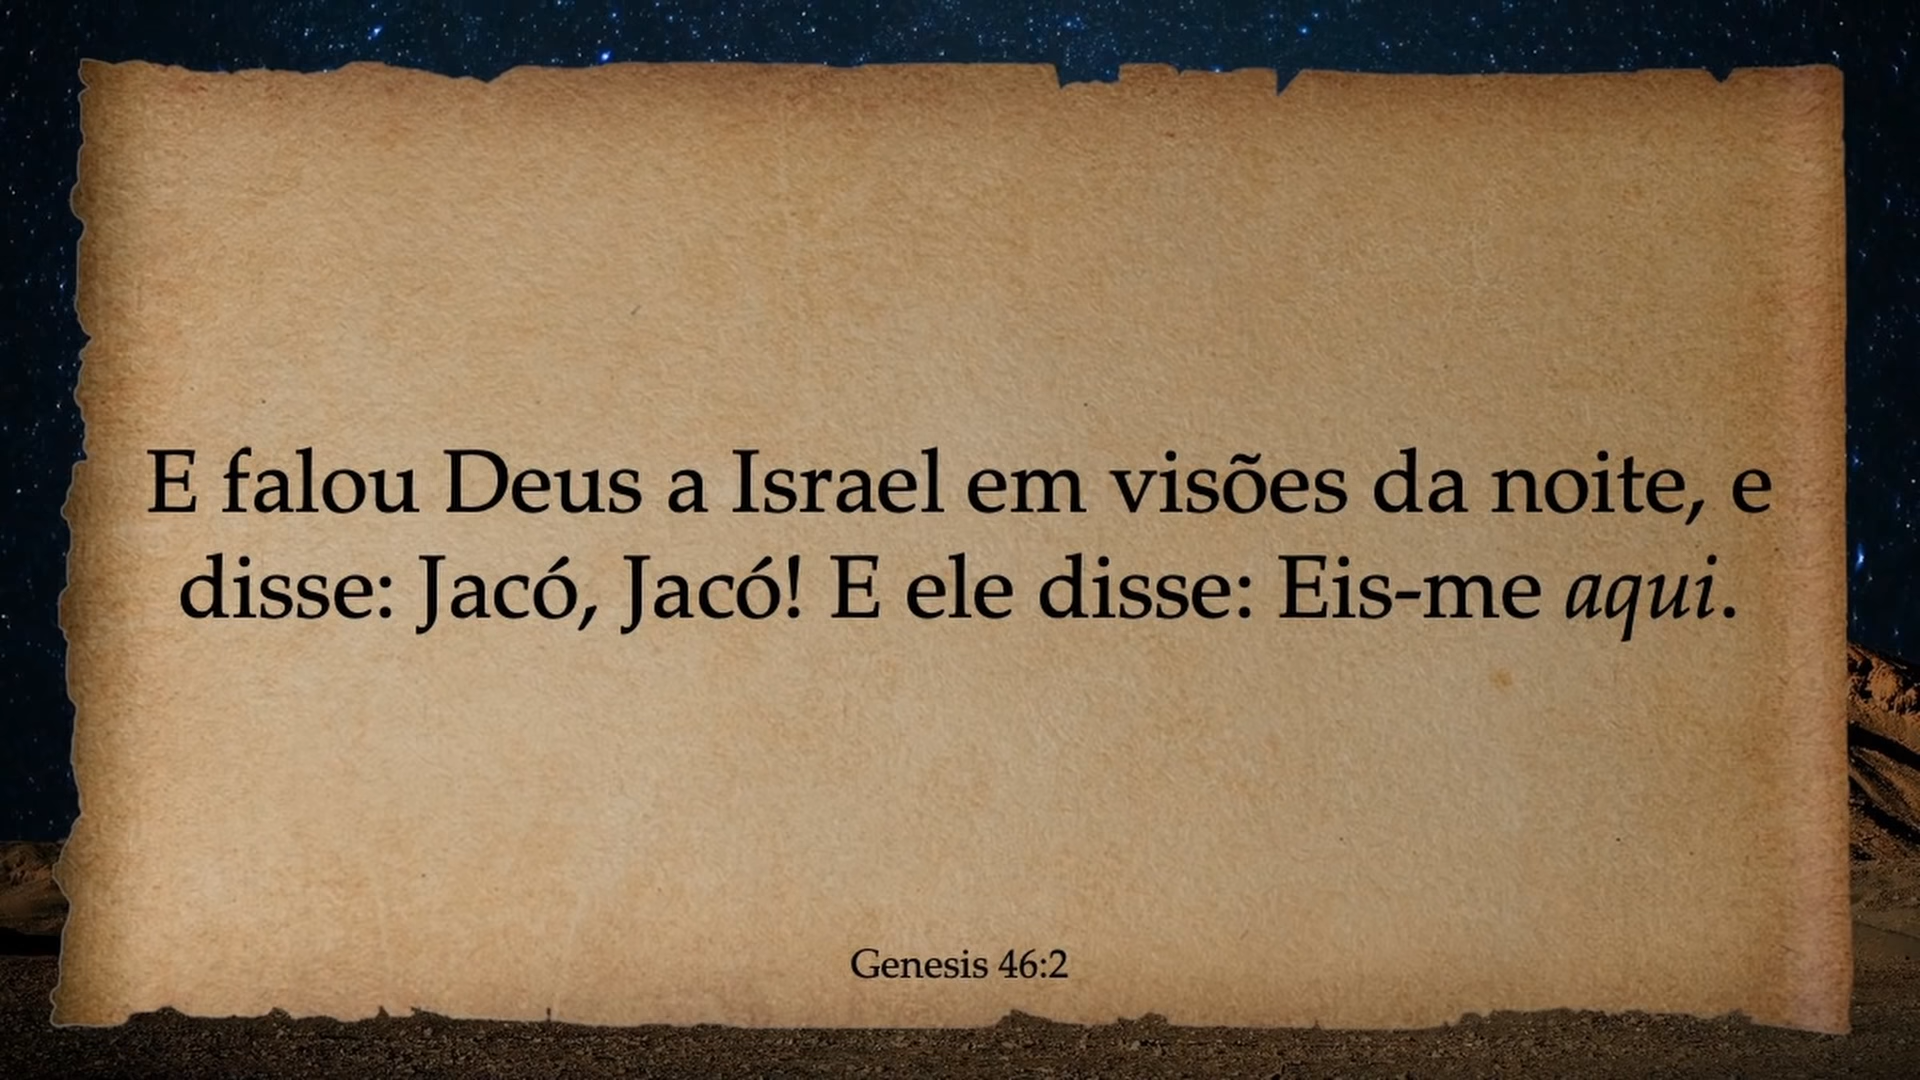 E falou Deus a Israel em visões da noite, e
disse: Jacó, Jacó! E ele disse: Eis-me aqui.
Genesis 46:2